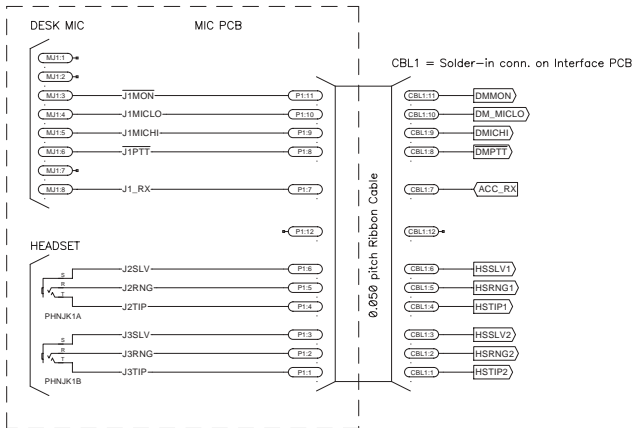 DESK MIC MIC PCB
CBL1 = Solder-in conn. on Interface PCB
MJ1:1
MJ1:2
MJ1:3 J1MON P1:11 CBL1:11 DMMON
MJ1:4 J1MICLO P1:10 CBL1:10 DM_MICLO
MJ1:5 J1MICHI P1:9 CBL1:9 DMICHI
MJ1:6 J1PTT P1:8 CBL1:8 DMPTT
MJ1:7
MJ1:8 J1_RX P1:7 CBL1:7 ACC_RX
0.050 pitch Ribbon Cable
P1:12 CBL1:12
HEADSET
S J2SLV P1:6 CBL1:6 HSSLV1
R J2RNG P1:5 CBL1:5 HSRNG1
T J2TIP P1:4 CBL1:4 HSTIP1
PHNJK1A
S J3SLV P1:3 CBL1:3 HSSLV2
R J3RNG P1:2 CBL1:2 HSRNG2
T J3TIP P1:1 CBL1:1 HSTIP2
PHNJK1B